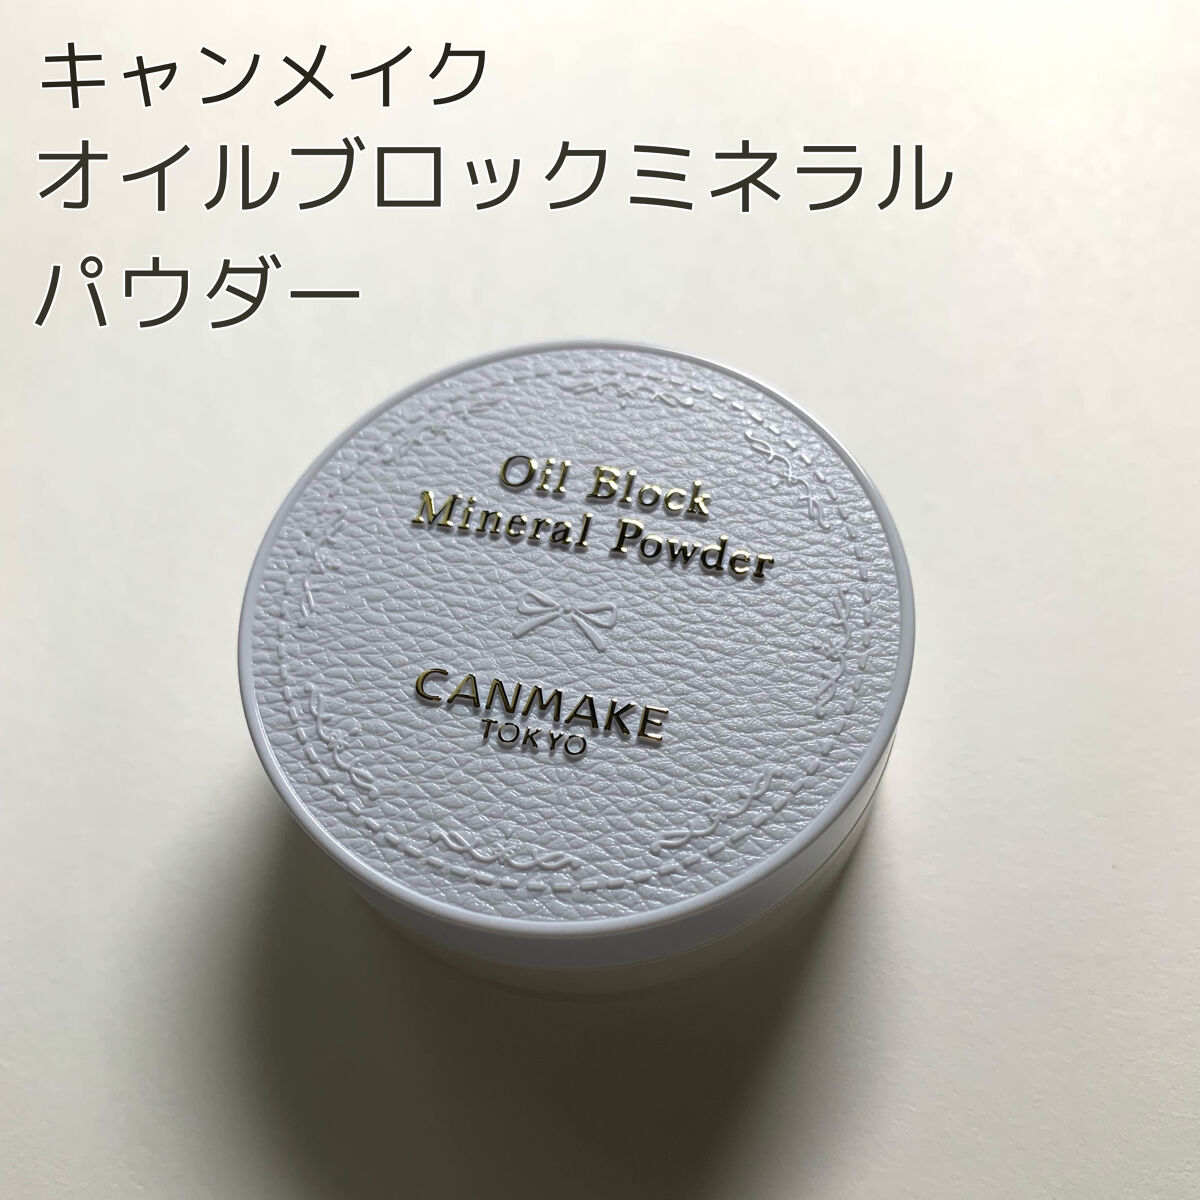 キャンメイク
オイルブロックミネラル
パウダー
Oil Block
Mineral Powder
CANMAKE
TOKYO